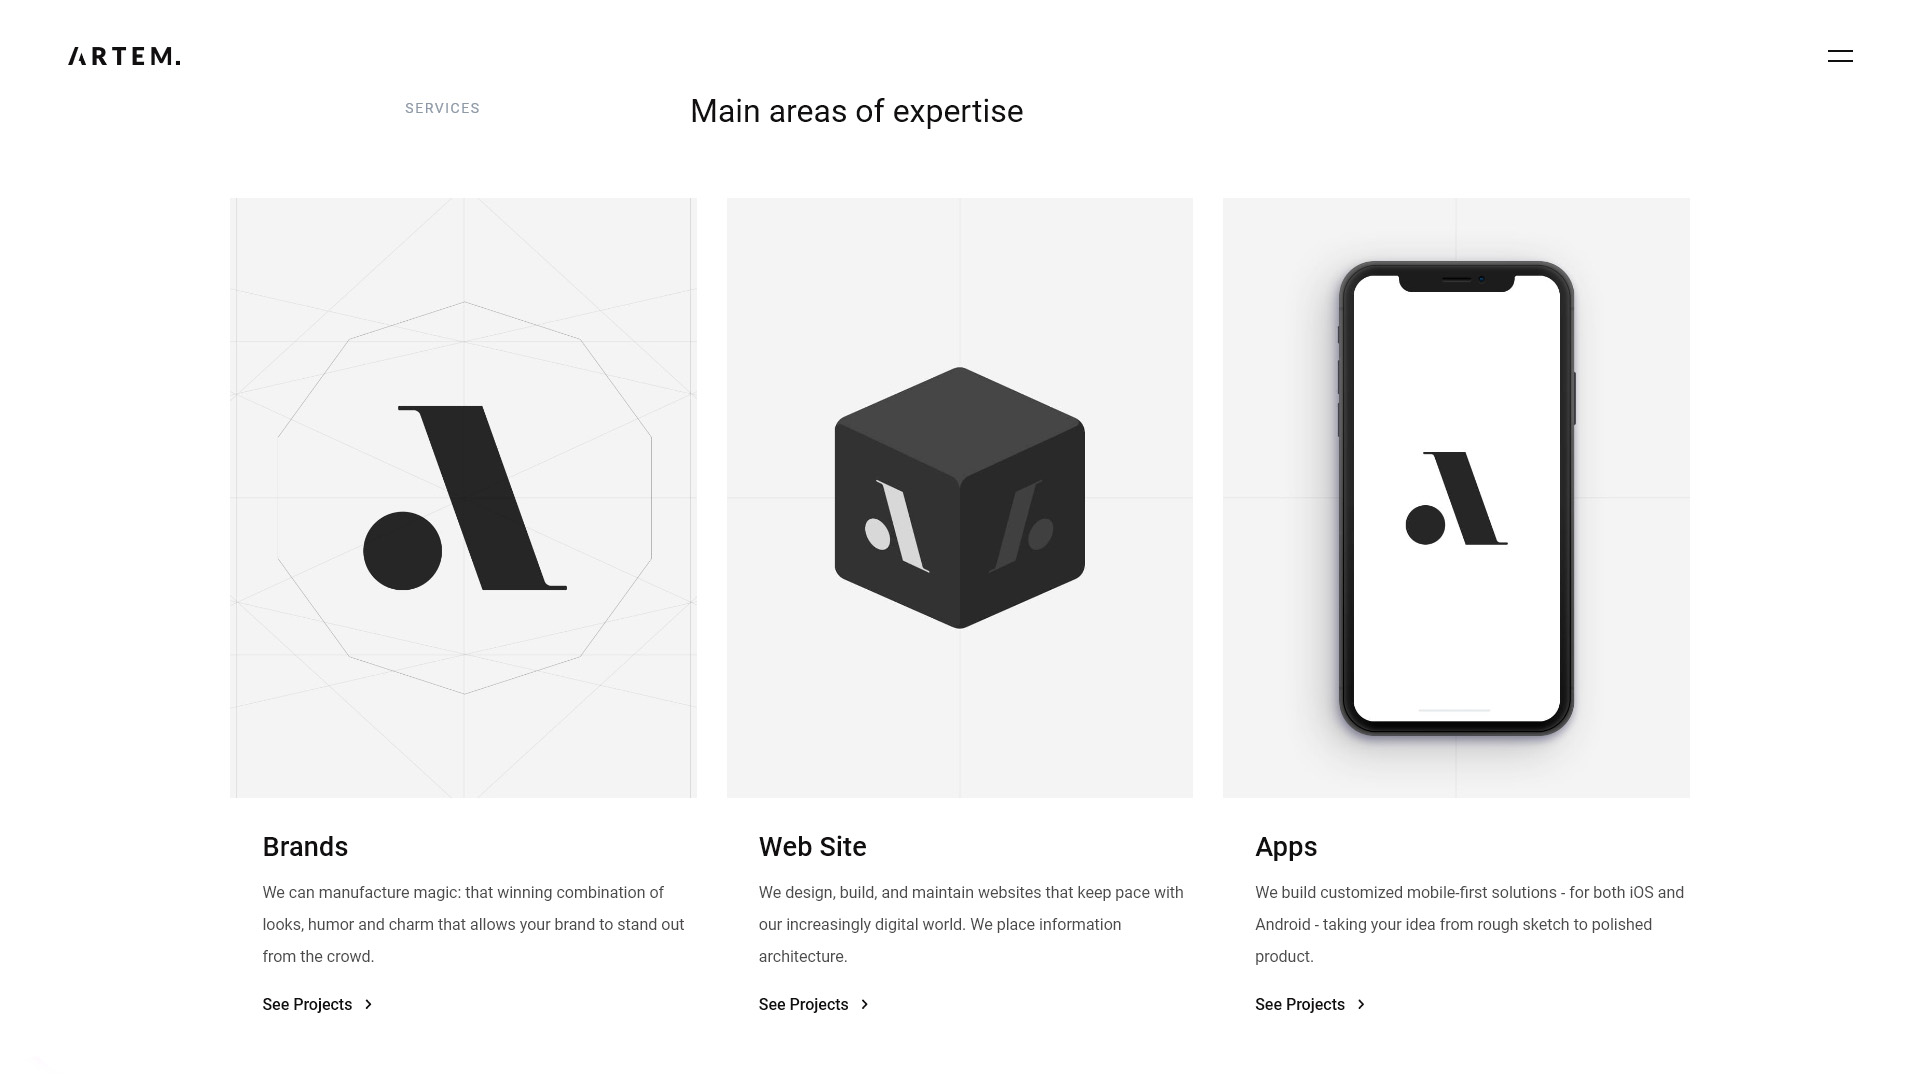 ARTEM.
SERVICES
Main areas of expertise
Brands
We can manufacture magic: that winning combination of
looks, humor and charm that allows your brand to stand out
from the crowd.
See Projects
Web Site
We design, build, and maintain websites that keep pace with
our increasingly digital world. We place information
architecture.
See Projects
Apps
We build customized mobile-first solutions - for both iOS and
Android - taking your idea from rough sketch to polished
product.
See Projects